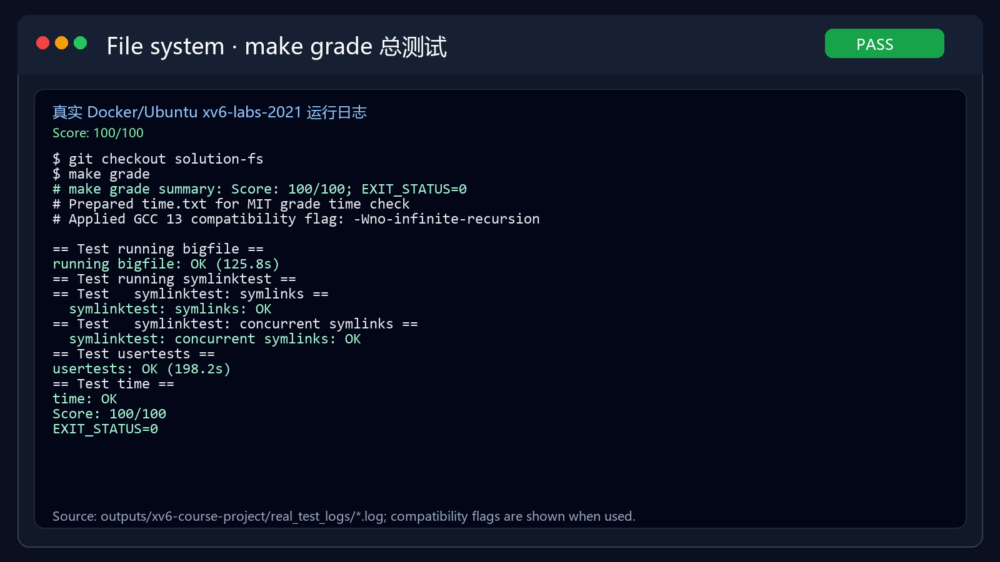 File system · make grade 总测试
PASS
真实 Docker/Ubuntu xv6-labs-2021 运行日志
Score: 100/100
$ git checkout solution-fs
$ make grade
# make grade summary: Score: 100/100; EXIT_STATUS=0
# Prepared time.txt for MIT grade time check
# Applied GCC 13 compatibility flag: -Wno-infinite-recursion
== Test running bigfile ==
running bigfile: OK (125.8s)
== Test running symlinktest ==
== Test   symlinktest: symlinks ==
  symlinktest: symlinks: OK
== Test   symlinktest: concurrent symlinks ==
  symlinktest: concurrent symlinks: OK
== Test usertests ==
usertests: OK (198.2s)
== Test time ==
time: OK
Score: 100/100
EXIT_STATUS=0
Source: outputs/xv6-course-project/real_test_logs/*.log; compatibility flags are shown when used.